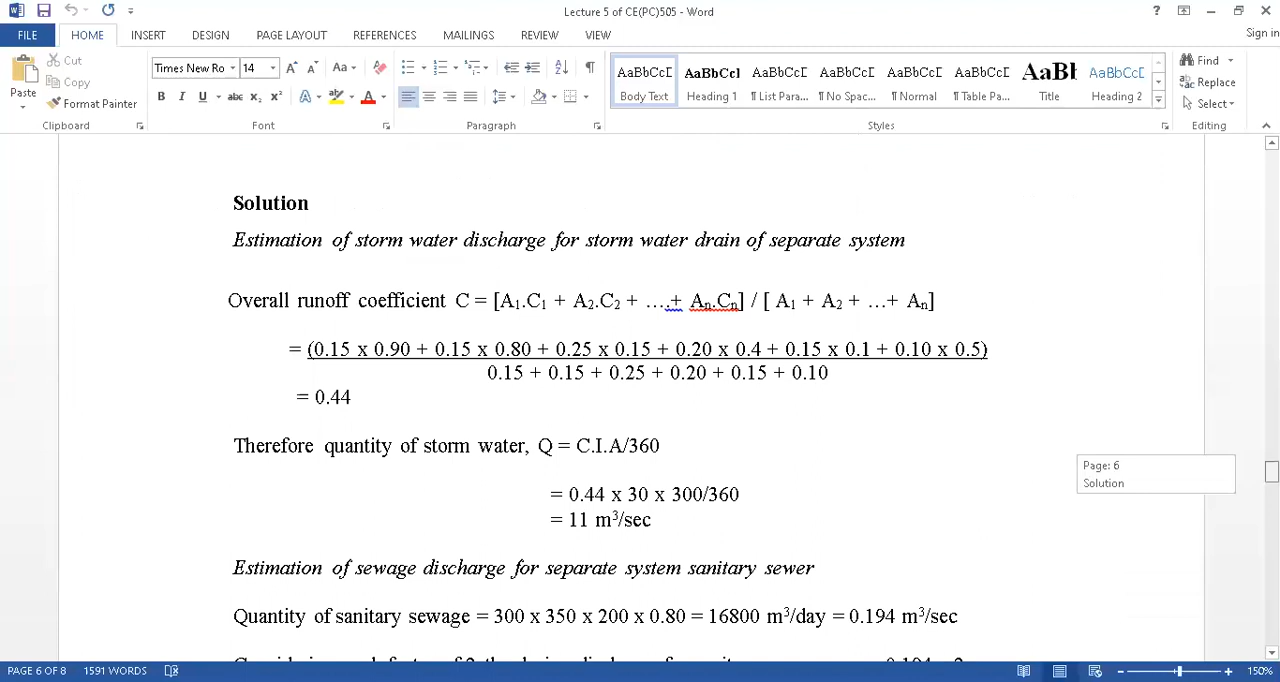 Lecture 5 of CE(PC)505 - Word
? 
Sign in
FILE HOME INSERT DESIGN PAGE LAYOUT REFERENCES MAILINGS REVIEW VIEW
Paste
Cut
Copy
Format Painte
Clipboard
Times New Ro 14
Font
Paragraph
AaBbCcD AaBbCcI AaBbCcD AaBbCcD AaBbCcD AaBbCcD AaBb AaBbCcD
Body Text Heading 1 ¶ List Para... ¶ No Spac... ¶ Normal ¶ Table Pa... Title Heading 2
Styles
Find
Replace
Select
Editing
Solution
Estimation of storm water discharge for storm water drain of separate system
Overall runoff coefficient C = [A₁.C₁ + A₂.C₂ + ….+ Aₙ.Cₙ] / [ A₁ + A₂ + …+ Aₙ]
= (0.15 x 0.90 + 0.15 x 0.80 + 0.25 x 0.15 + 0.20 x 0.4 + 0.15 x 0.1 + 0.10 x 0.5)
0.15 + 0.15 + 0.25 + 0.20 + 0.15 + 0.10
= 0.44
Therefore quantity of storm water, Q = C.I.A/360
= 0.44 x 30 x 300/360
= 11 m³/sec
Page: 6
Solution
Estimation of sewage discharge for separate system sanitary sewer
Quantity of sanitary sewage = 300 x 350 x 200 x 0.80 = 16800 m³/day = 0.194 m³/sec
PAGE 6 OF 8 1591 WORDS
150%